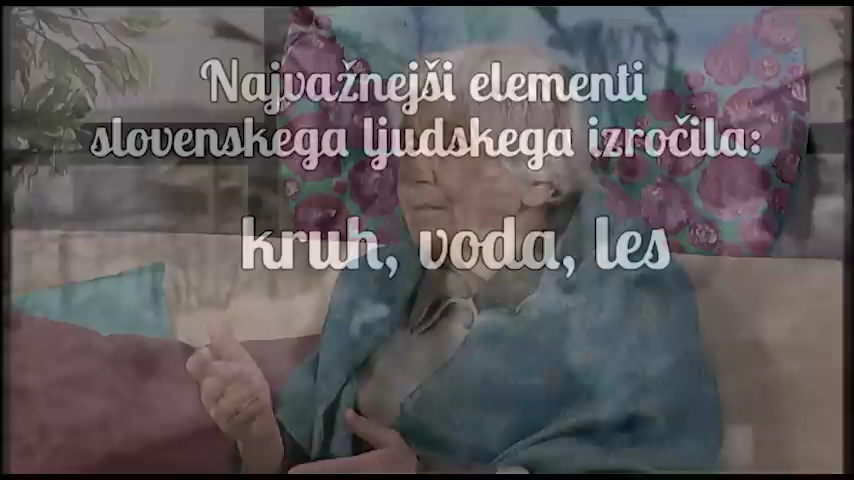 Najvažnejši elementi
slovenskega ljudskega izročila:
kruh, voda, les